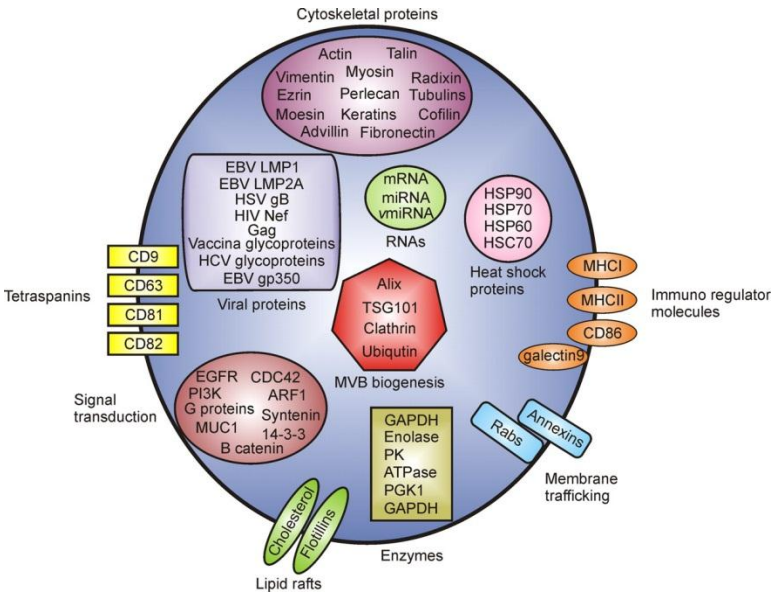 Cytoskeletal proteins
Actin Talin
Vimentin Myosin Radixin
Ezrin Perlecan Tubulins
Moesin Keratins Cofilin
Advillin Fibronectin
EBV LMP1
EBV LMP2A
HSV gB
HIV Nef
Gag
Vaccina glycoproteins
HCV glycoproteins
EBV gp350
Viral proteins
mRNA
miRNA
vmiRNA
RNAs
HSP90
HSP70
HSP60
HSC70
Heat shock
proteins
CD9
CD63
CD81
CD82
Tetraspanins
Alix
TSG101
Clathrin
Ubiqutin
MVB biogenesis
MHCI
MHCII
CD86
galectin9
Immuno regulator
molecules
Signal
transduction
EGFR CDC42
PI3K ARF1
G proteins Syntenin
MUC1 14-3-3
B catenin
GAPDH
Enolase
PK
ATPase
PGK1
GAPDH
Enzymes
Rabs
Annexins
Membrane
trafficking
Cholesterol
Flotillins
Lipid rafts